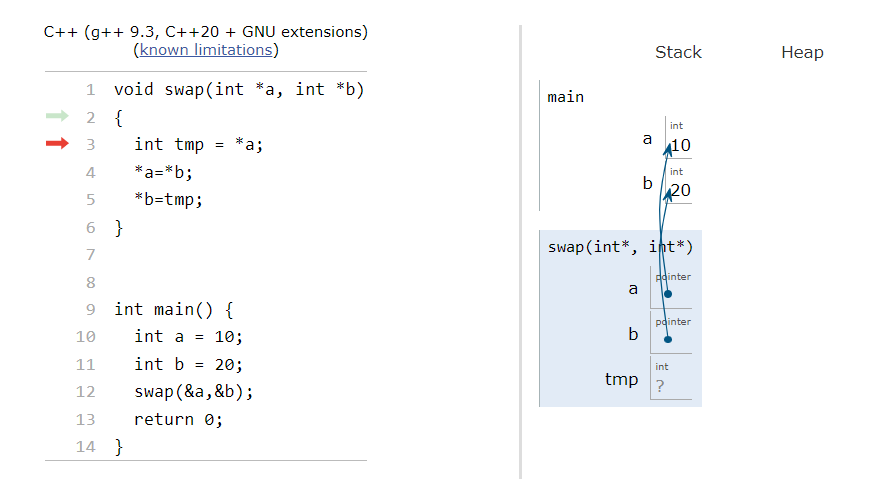 C++ (g++ 9.3, C++20 + GNU extensions)
(known limitations)
1 void swap(int *a, int *b)
2 {
3 int tmp = *a;
4 *a=*b;
5 *b=tmp;
6 }
7
8
9 int main() {
10 int a = 10;
11 int b = 20;
12 swap(&a,&b);
13 return 0;
14 }
Stack Heap
main
int
a 10
int
b 20
swap(int*, int*)
pointer
a
pointer
b
int
tmp ?